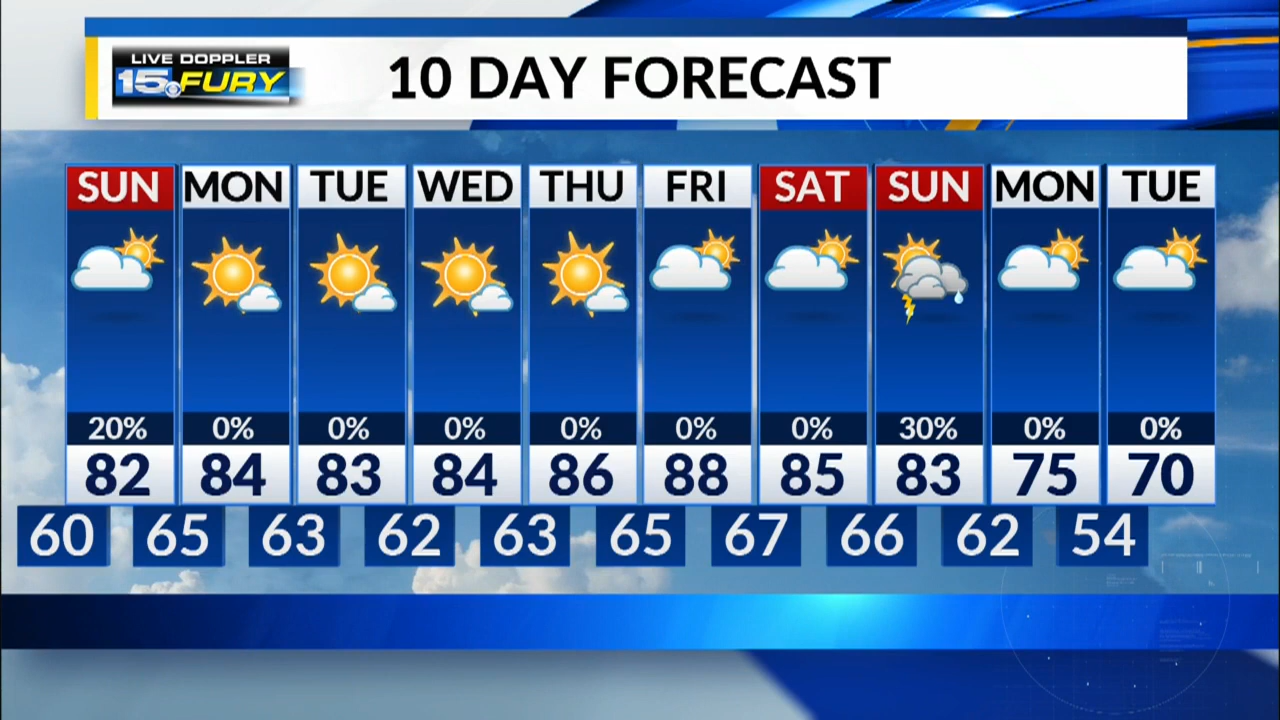 LIVE DOPPLER
15 FURY
10 DAY FORECAST
SUN MON TUE WED THU FRI SAT SUN MON TUE
20% 0% 0% 0% 0% 0% 0% 30% 0% 0%
82 84 83 84 86 88 85 83 75 70
60 65 63 62 63 65 67 66 62 54